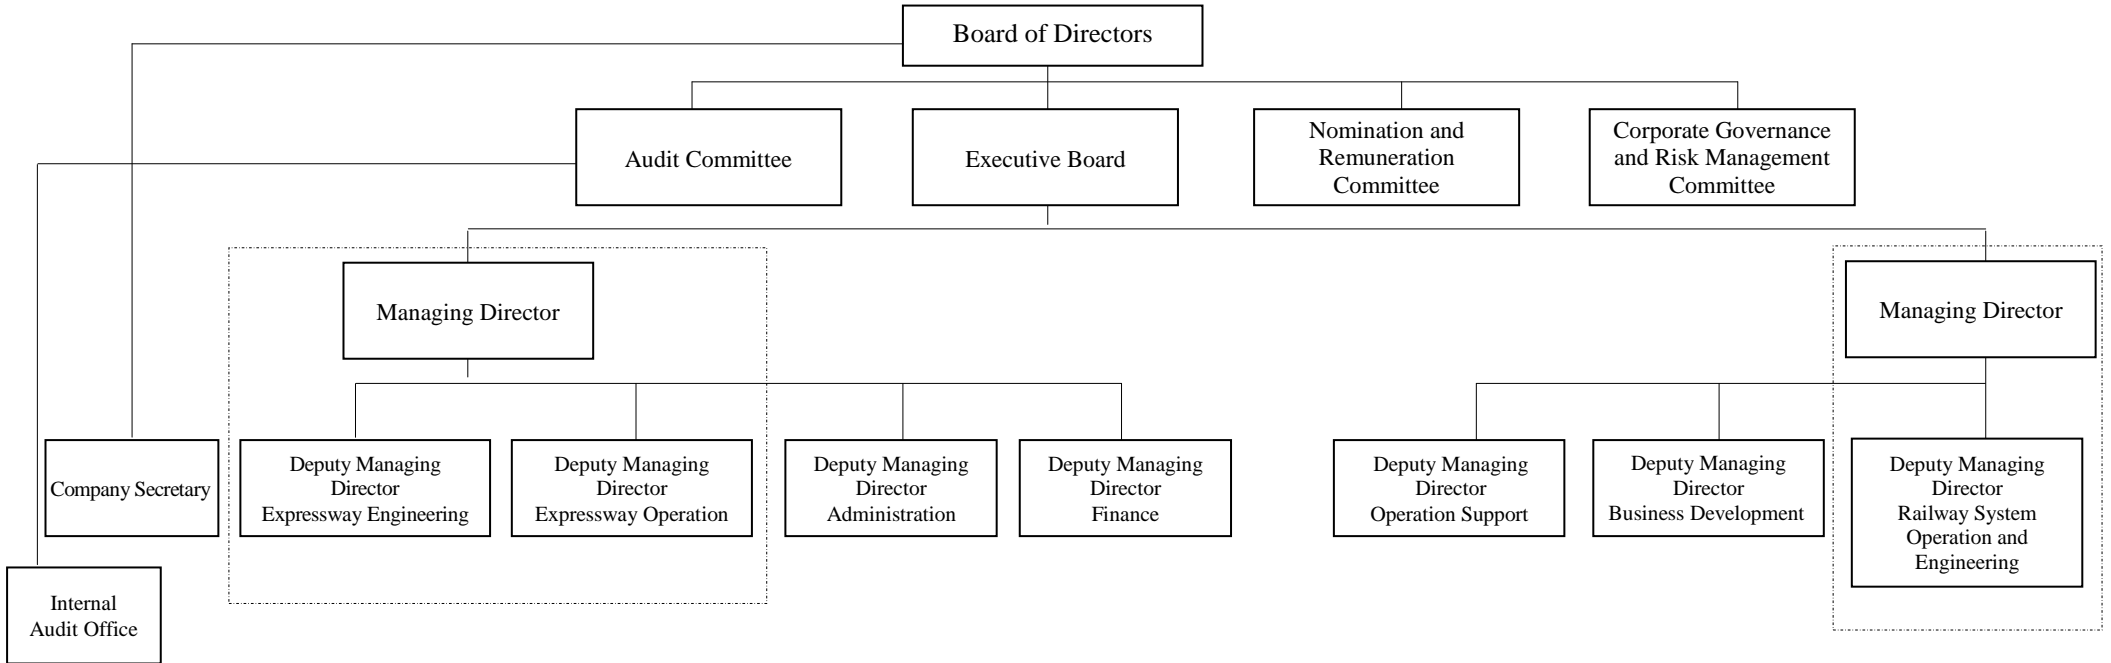 Board of Directors
Audit Committee
Executive Board
Nomination and
Remuneration
Committee
Corporate Governance
and Risk Management
Committee
Managing Director
Managing Director
Company Secretary
Deputy Managing
Director
Expressway Engineering
Deputy Managing
Director
Expressway Operation
Deputy Managing
Director
Administration
Deputy Managing
Director
Finance
Deputy Managing
Director
Operation Support
Deputy Managing
Director
Business Development
Deputy Managing
Director
Railway System
Operation and
Engineering
Internal
Audit Office